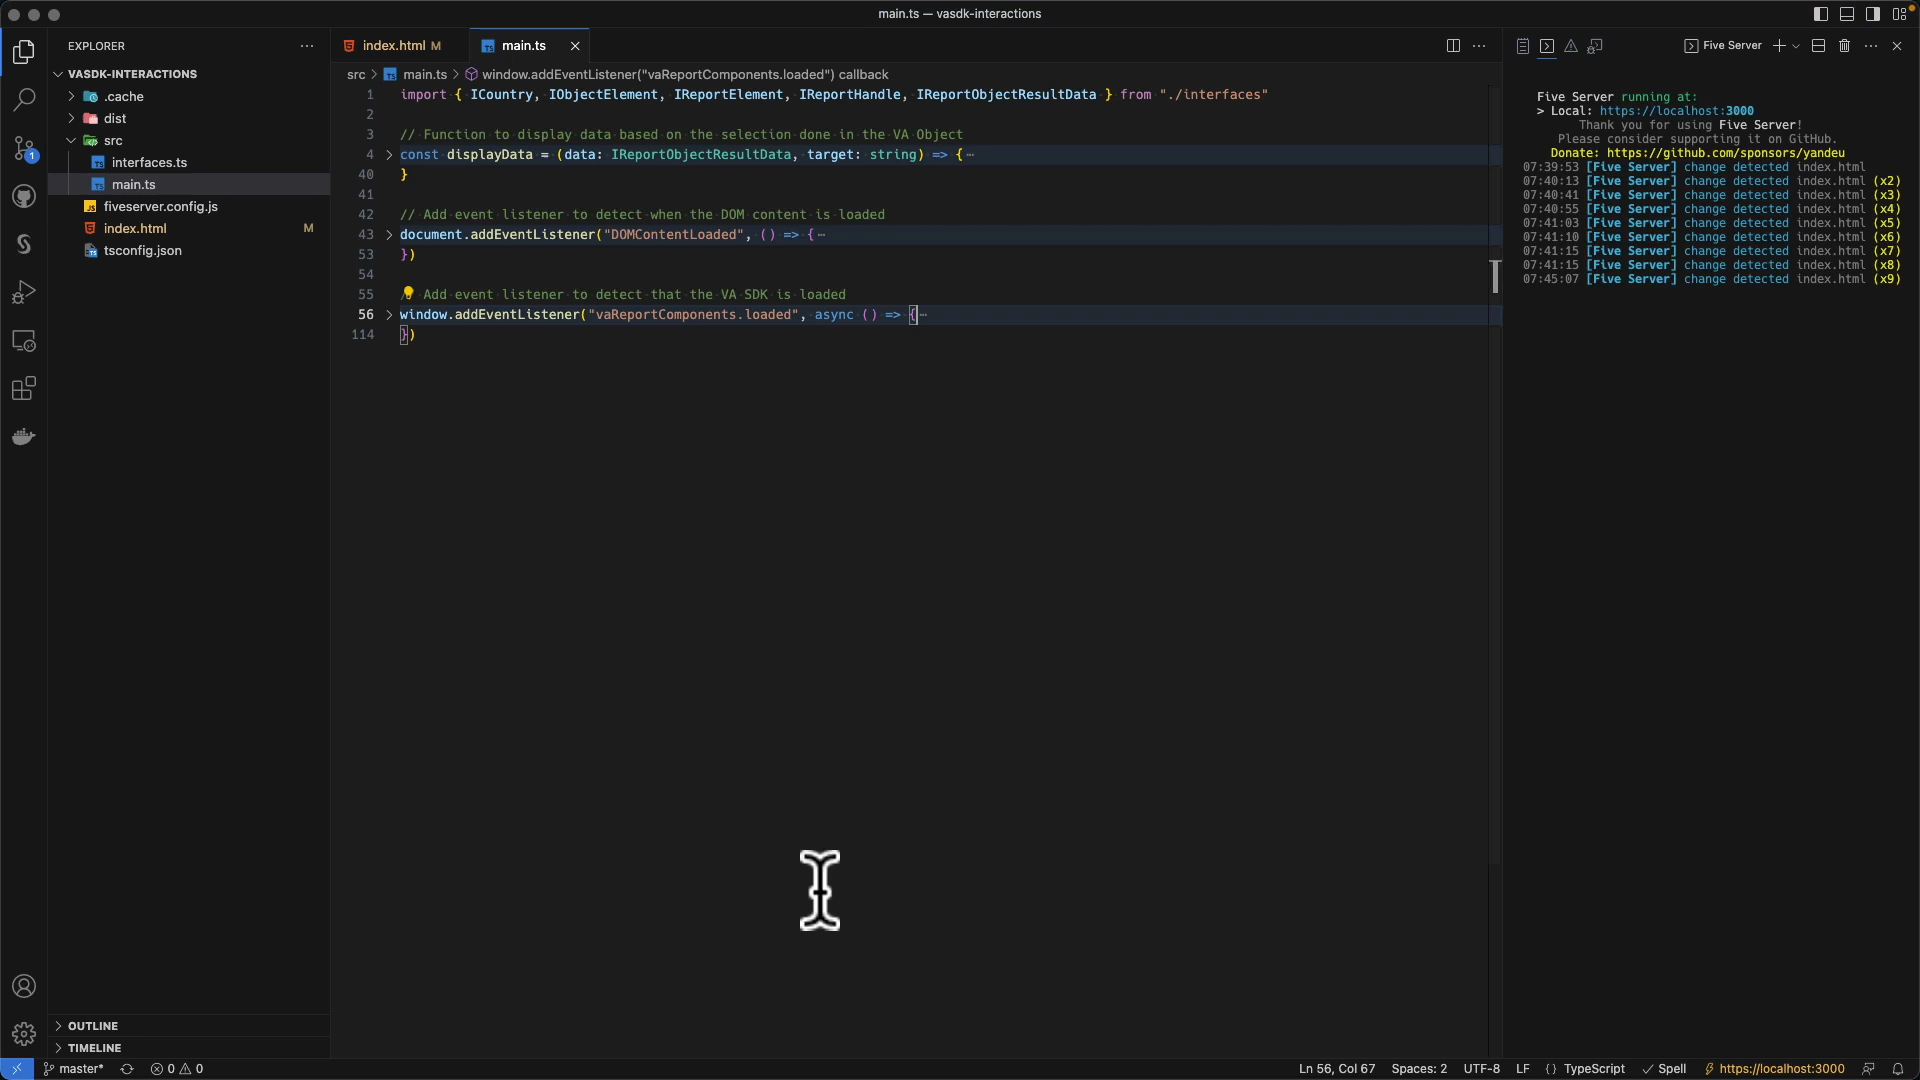 main.ts — vasdk-interactions
EXPLORER
VASDK-INTERACTIONS
.cache
dist
src
interfaces.ts
main.ts
fiveserver.config.js
index.html M
tsconfig.json
OUTLINE
TIMELINE
index.html M
main.ts
src > main.ts > window.addEventListener("vaReportComponents.loaded") callback
1 import { ICountry, IObjectElement, IReportElement, IReportHandle, IReportObjectResultData } from "./interfaces"
2
3 // Function to display data based on the selection done in the VA Object
4 const displayData = (data: IReportObjectResultData, target: string) => {⋯
40 }
41
42 // Add event listener to detect when the DOM content is loaded
43 document.addEventListener("DOMContentLoaded", () => {⋯
53 })
54
55 // Add event listener to detect that the VA SDK is loaded
56 window.addEventListener("vaReportComponents.loaded", async () => {⋯
114 })
Five Server
Five Server running at:
> Local: https://localhost:3000
Thank you for using Five Server!
Please consider supporting it on GitHub.
Donate: https://github.com/sponsors/yandeu
07:39:53 [Five Server] change detected index.html
07:40:13 [Five Server] change detected index.html (x2)
07:40:41 [Five Server] change detected index.html (x3)
07:40:55 [Five Server] change detected index.html (x4)
07:41:03 [Five Server] change detected index.html (x5)
07:41:10 [Five Server] change detected index.html (x6)
07:41:15 [Five Server] change detected index.html (x7)
07:41:15 [Five Server] change detected index.html (x8)
07:45:07 [Five Server] change detected index.html (x9)
1
master* 0 0 Ln 56, Col 67 Spaces: 2 UTF-8 LF {} TypeScript Spell https://localhost:3000